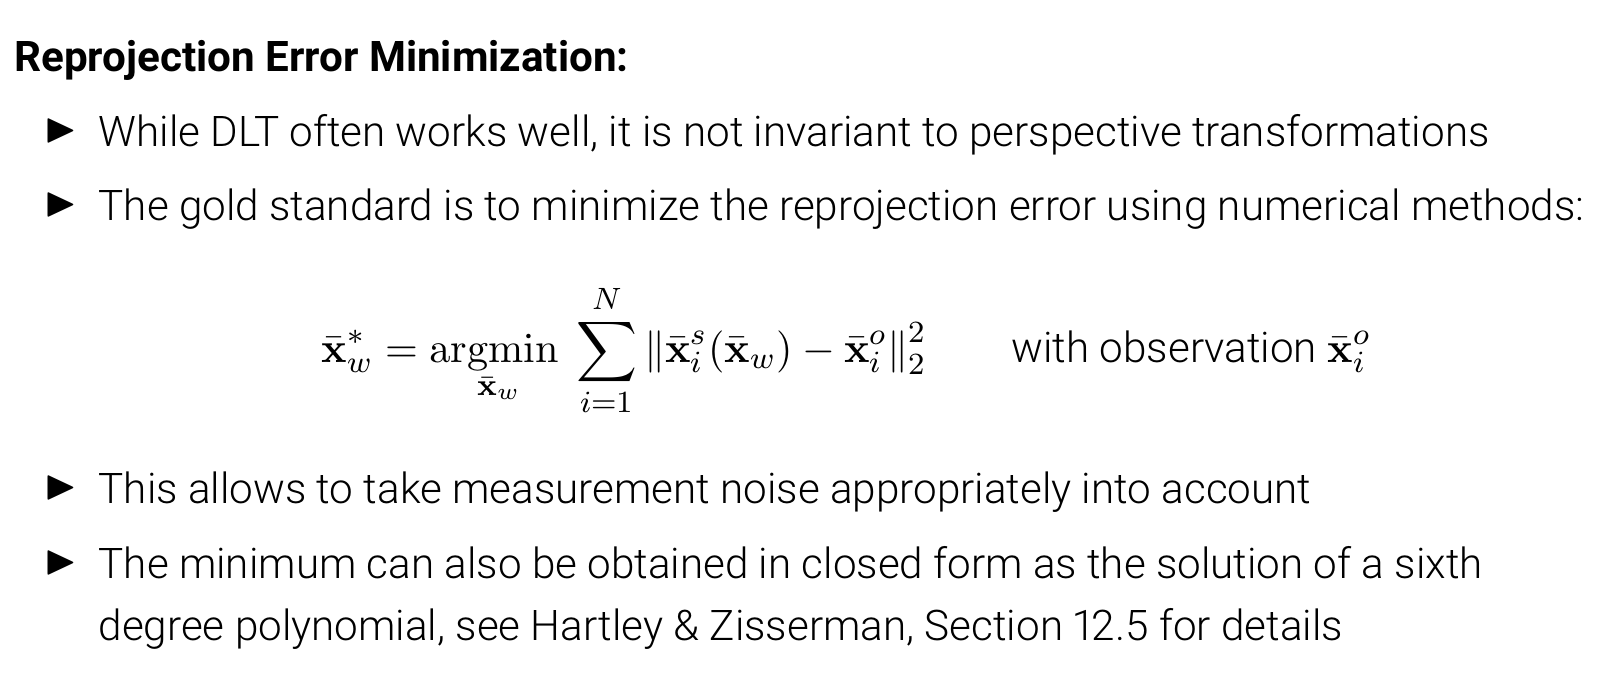 Reprojection Error Minimization:
► While DLT often works well, it is not invariant to perspective transformations
► The gold standard is to minimize the reprojection error using numerical methods:
$\bar{\mathbf{x}}_w^* = \underset{\bar{\mathbf{x}}_w}{\mathrm{argmin}} \sum_{i=1}^{N} \|\bar{\mathbf{x}}_i^s(\bar{\mathbf{x}}_w) - \bar{\mathbf{x}}_i^o\|_2^2$ with observation $\bar{\mathbf{x}}_i^o$
► This allows to take measurement noise appropriately into account
► The minimum can also be obtained in closed form as the solution of a sixth
degree polynomial, see Hartley & Zisserman, Section 12.5 for details